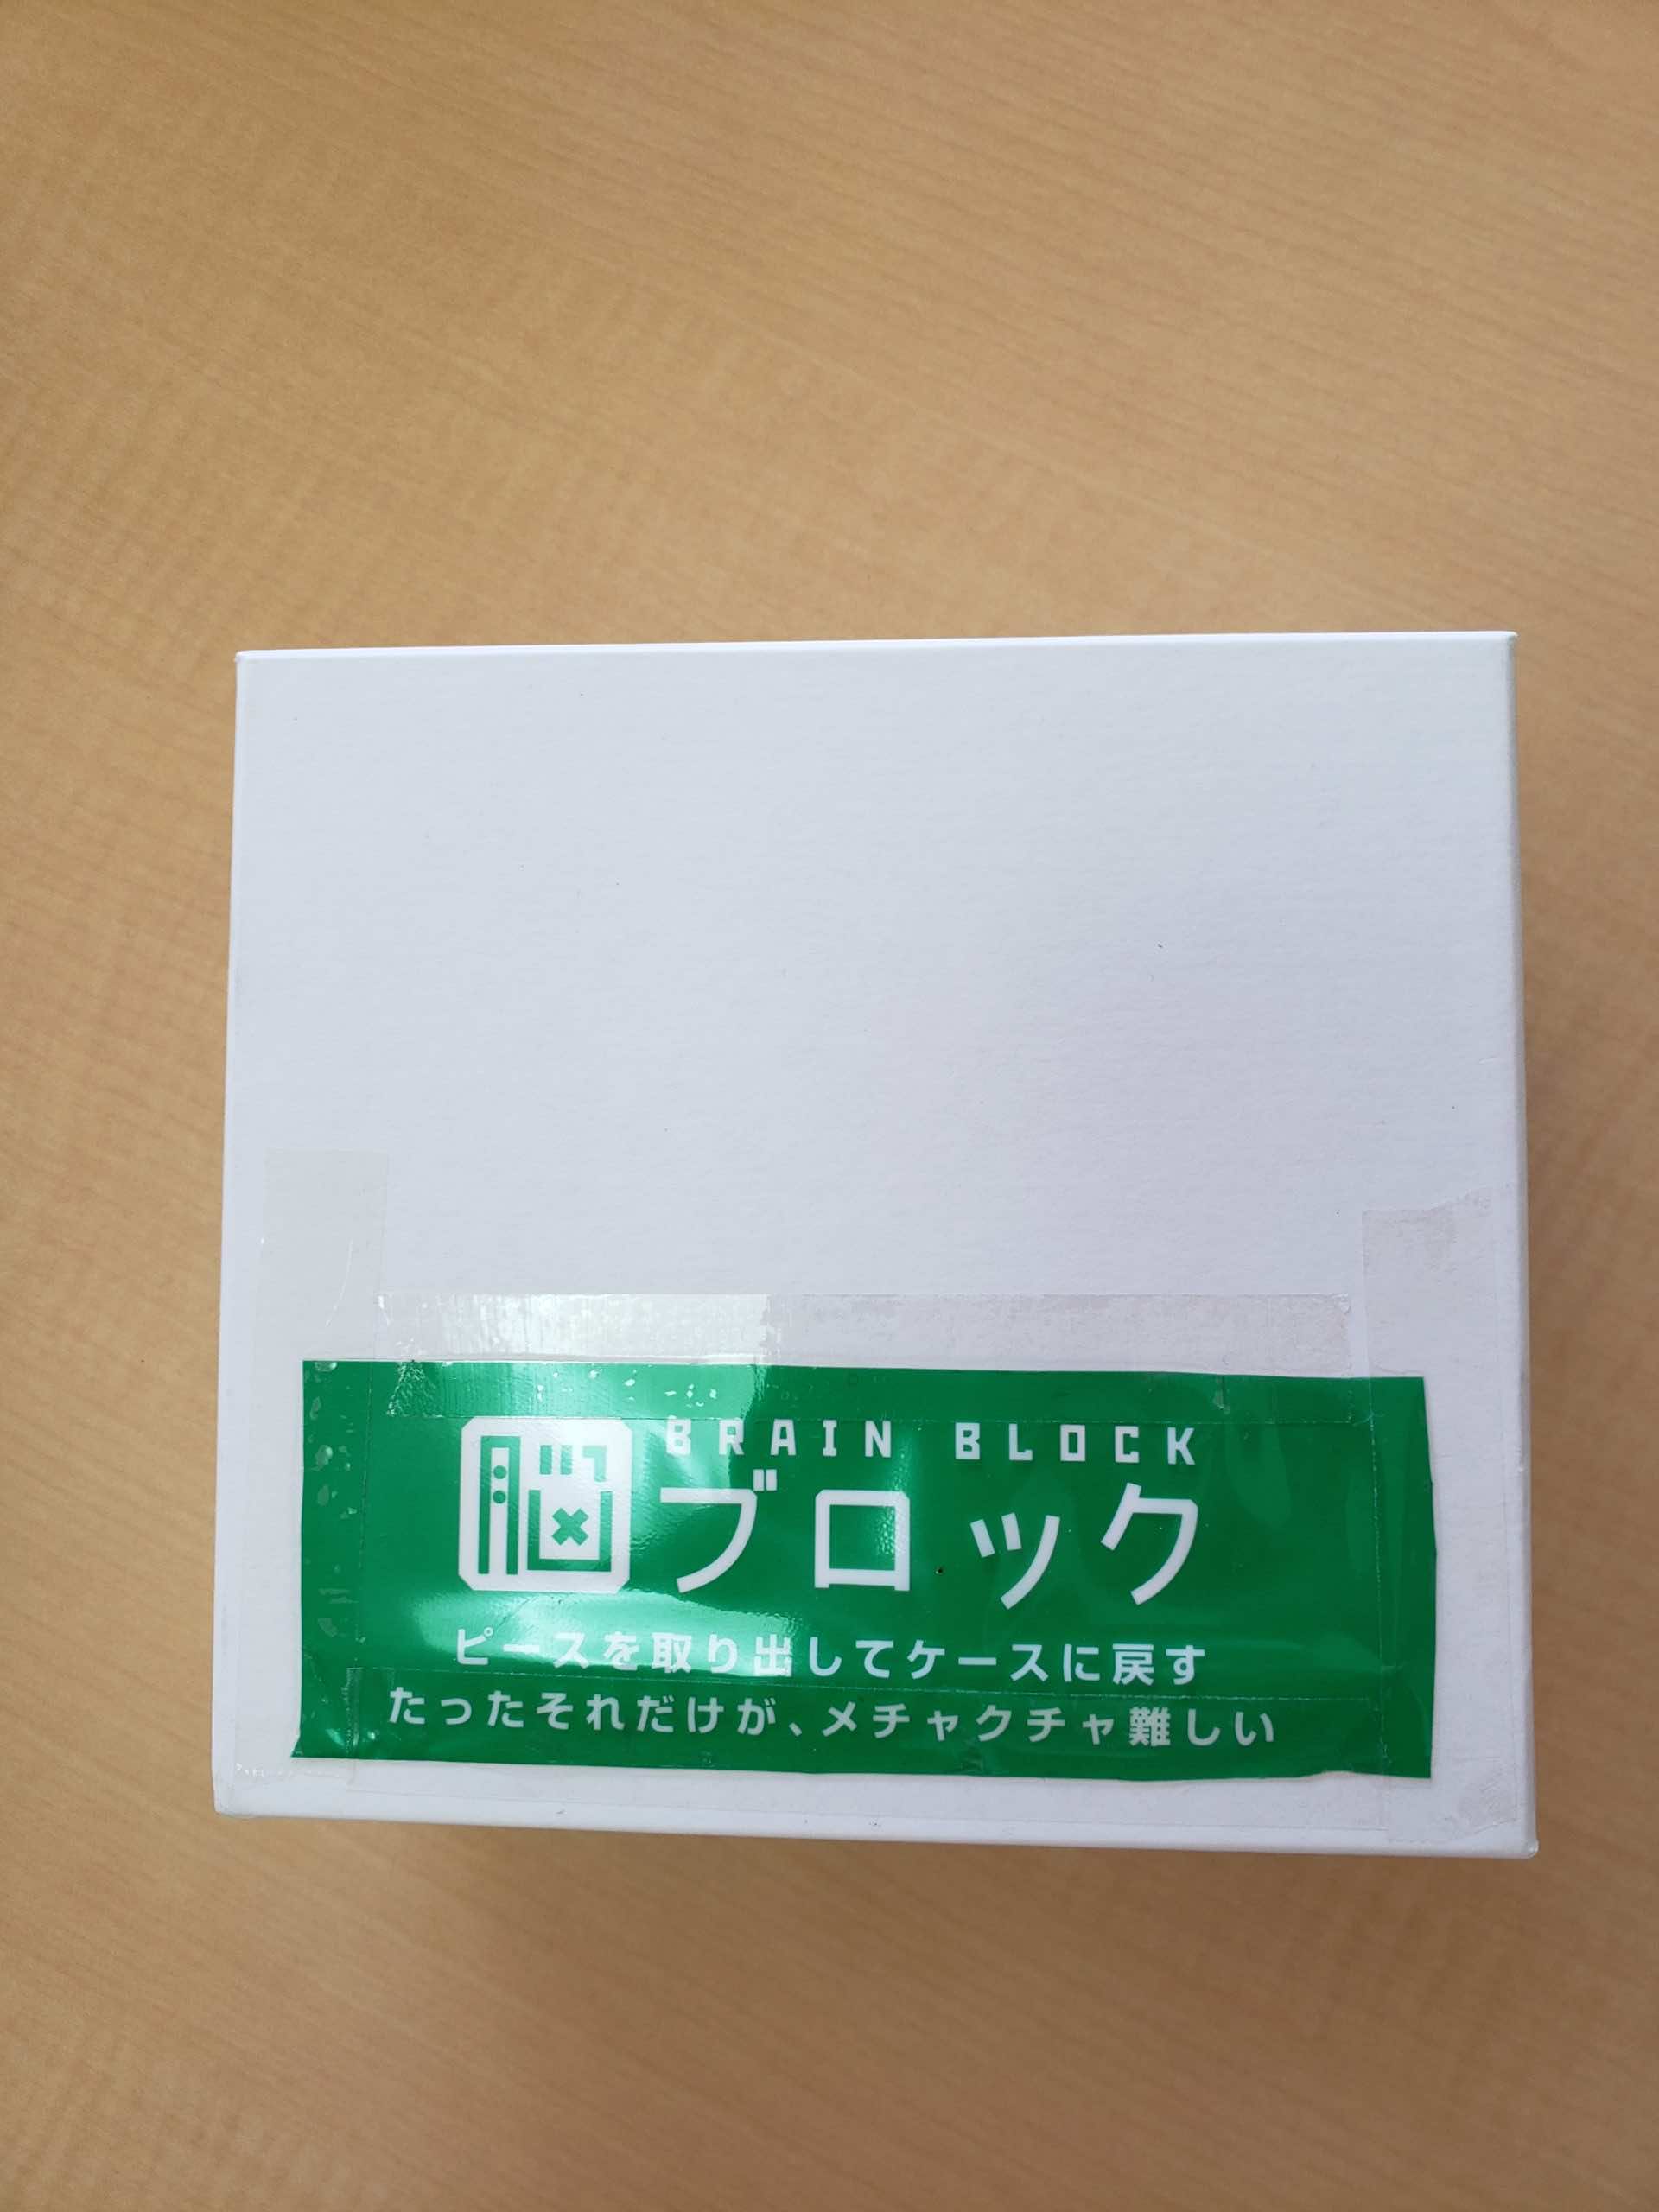 BRAIN BLOCK
脳ブロック
ピースを取り出してケースに戻す
たったそれだけが、メチャクチャ難しい